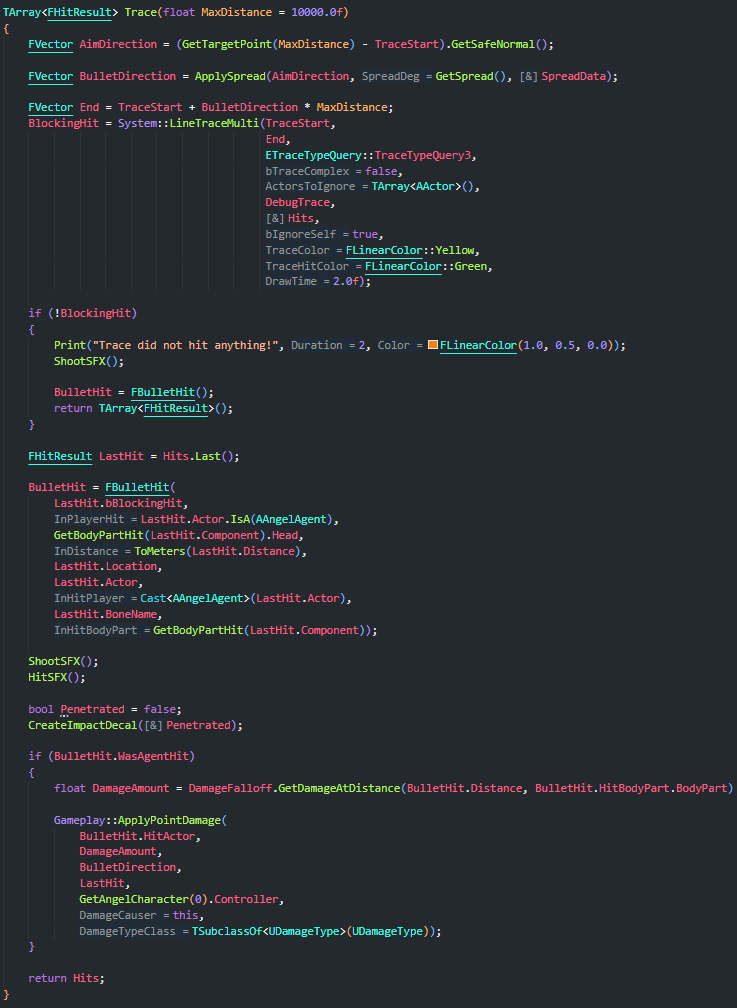 TArray<FHitResult> Trace(float MaxDistance = 10000.0f)
{
FVector AimDirection = (GetTargetPoint(MaxDistance) - TraceStart).GetSafeNormal();
FVector BulletDirection = ApplySpread(AimDirection, SpreadDeg = GetSpread(), [&] SpreadData);
FVector End = TraceStart + BulletDirection * MaxDistance;
BlockingHit = System::LineTraceMulti(TraceStart,
End,
ETraceTypeQuery::TraceTypeQuery3,
bTraceComplex = false,
ActorsToIgnore = TArray<AActor>(),
DebugTrace,
[&] Hits,
bIgnoreSelf = true,
TraceColor = FLinearColor::Yellow,
TraceHitColor = FLinearColor::Green,
DrawTime = 2.0f);
if (!BlockingHit)
{
Print("Trace did not hit anything!", Duration = 2, Color = FLinearColor(1.0, 0.5, 0.0));
ShootSFX();
BulletHit = FBulletHit();
return TArray<FHitResult>();
}
FHitResult LastHit = Hits.Last();
BulletHit = FBulletHit(
LastHit.bBlockingHit,
InPlayerHit = LastHit.Actor.IsA(AAngelAgent),
GetBodyPartHit(LastHit.Component).Head,
InDistance = ToMeters(LastHit.Distance),
LastHit.Location,
LastHit.Actor,
InHitPlayer = Cast<AAngelAgent>(LastHit.Actor),
LastHit.BoneName,
InHitBodyPart = GetBodyPartHit(LastHit.Component));
ShootSFX();
HitSFX();
bool Penetrated = false;
CreateImpactDecal([&] Penetrated);
if (BulletHit.WasAgentHit)
{
float DamageAmount = DamageFalloff.GetDamageAtDistance(BulletHit.Distance, BulletHit.HitBodyPart.BodyPart)
Gameplay::ApplyPointDamage(
BulletHit.HitActor,
DamageAmount,
BulletDirection,
LastHit,
GetAngelCharacter(0).Controller,
DamageCauser = this,
DamageTypeClass = TSubclassOf<UDamageType>(UDamageType));
}
return Hits;
}